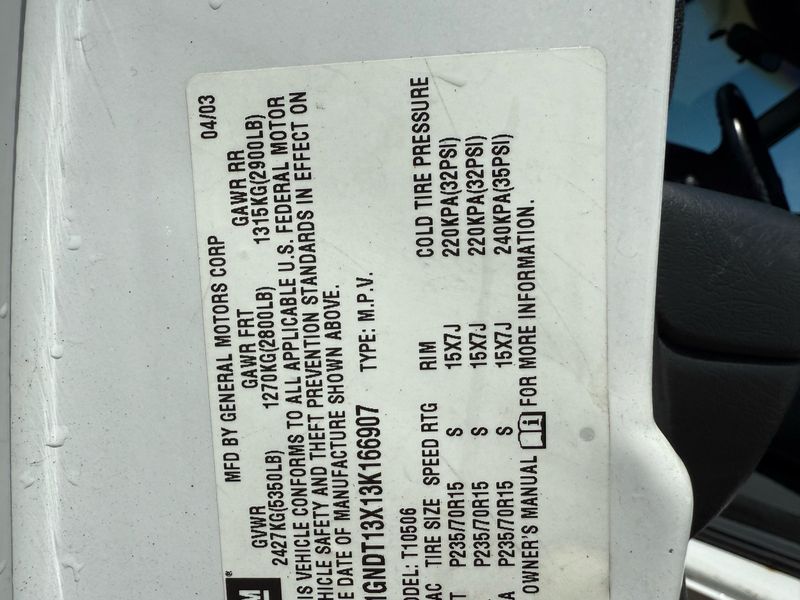 MFD BY GENERAL MOTORS CORP 04/03
GVWR GAWR FRT GAWR RR
2427KG(5350LB) 1270KG(2800LB) 1315KG(2900LB)
IS VEHICLE CONFORMS TO ALL APPLICABLE U.S. FEDERAL MOTOR
HICLE SAFETY AND THEFT PREVENTION STANDARDS IN EFFECT ON
E DATE OF MANUFACTURE SHOWN ABOVE.
1GNDT13X13K166907 TYPE: M.P.V.
ODEL: T10506
AC TIRE SIZE SPEED RTG RIM COLD TIRE PRESSURE
T P235/70R15 S 15X7J 220KPA(32PSI)
P235/70R15 S 15X7J 220KPA(32PSI)
A P235/70R15 S 15X7J 240KPA(35PSI)
OWNER'S MANUAL i FOR MORE INFORMATION.